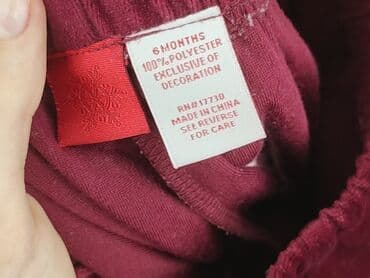 6 MONTHS
100% POLYESTER
EXCLUSIVE OF
DECORATION
RN#17730
MADE IN CHINA
SEE REVERSE
FOR CARE